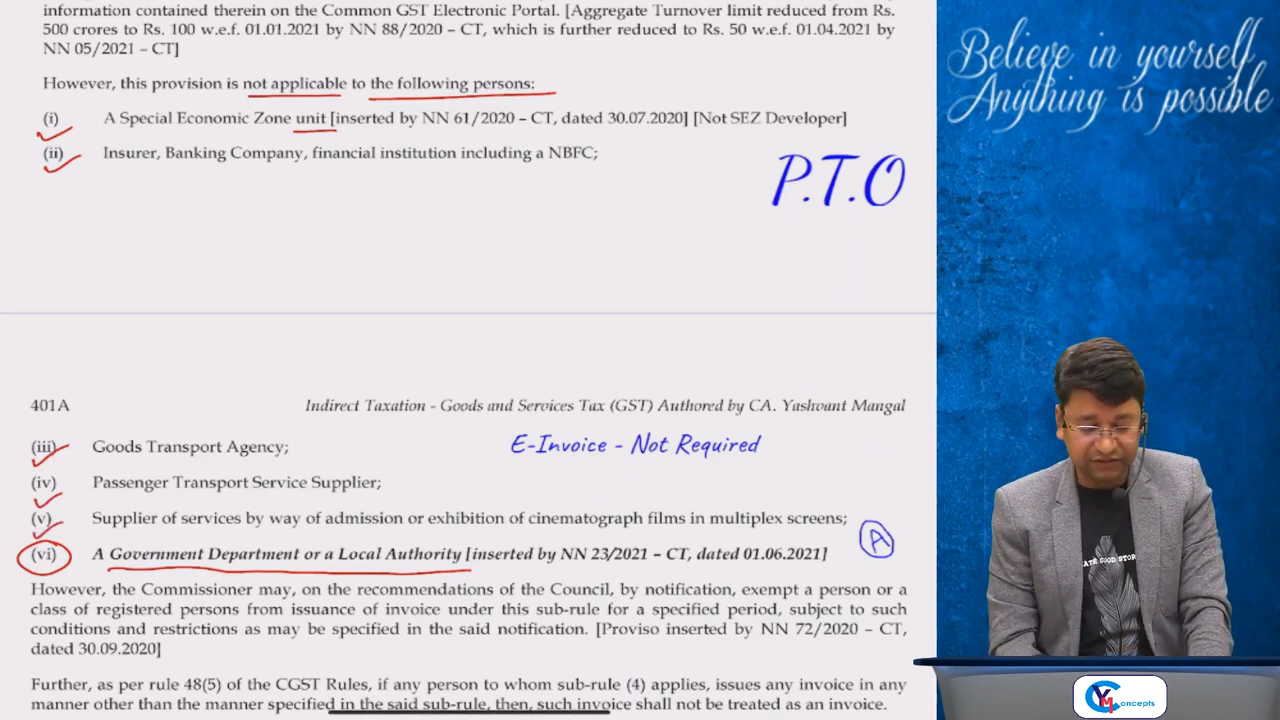 information contained therein on the Common GST Electronic Portal. [Aggregate Turnover limit reduced from Rs.
500 crores to Rs. 100 w.e.f. 01.01.2021 by NN 88/2020 – CT, which is further reduced to Rs. 50 w.e.f. 01.04.2021 by
NN 05/2021 – CT]
However, this provision is not applicable to the following persons:
(i) A Special Economic Zone unit [inserted by NN 61/2020 – CT, dated 30.07.2020] [Not SEZ Developer]
(ii) Insurer, Banking Company, financial institution including a NBFC;
P.T.O
401A Indirect Taxation - Goods and Services Tax (GST) Authored by CA. Yashvant Mangal
(iii) Goods Transport Agency; E-Invoice - Not Required
(iv) Passenger Transport Service Supplier;
(v) Supplier of services by way of admission or exhibition of cinematograph films in multiplex screens;
(vi) A Government Department or a Local Authority [inserted by NN 23/2021 – CT, dated 01.06.2021] A
However, the Commissioner may, on the recommendations of the Council, by notification, exempt a person or a
class of registered persons from issuance of invoice under this sub-rule for a specified period, subject to such
conditions and restrictions as may be specified in the said notification. [Proviso inserted by NN 72/2020 – CT,
dated 30.09.2020]
Further, as per rule 48(5) of the CGST Rules, if any person to whom sub-rule (4) applies, issues any invoice in any
manner other than the manner specified in the said sub-rule, then, such invoice shall not be treated as an invoice.
Believe in yourself
Anything is possible
GOOD STOR
YM Concepts